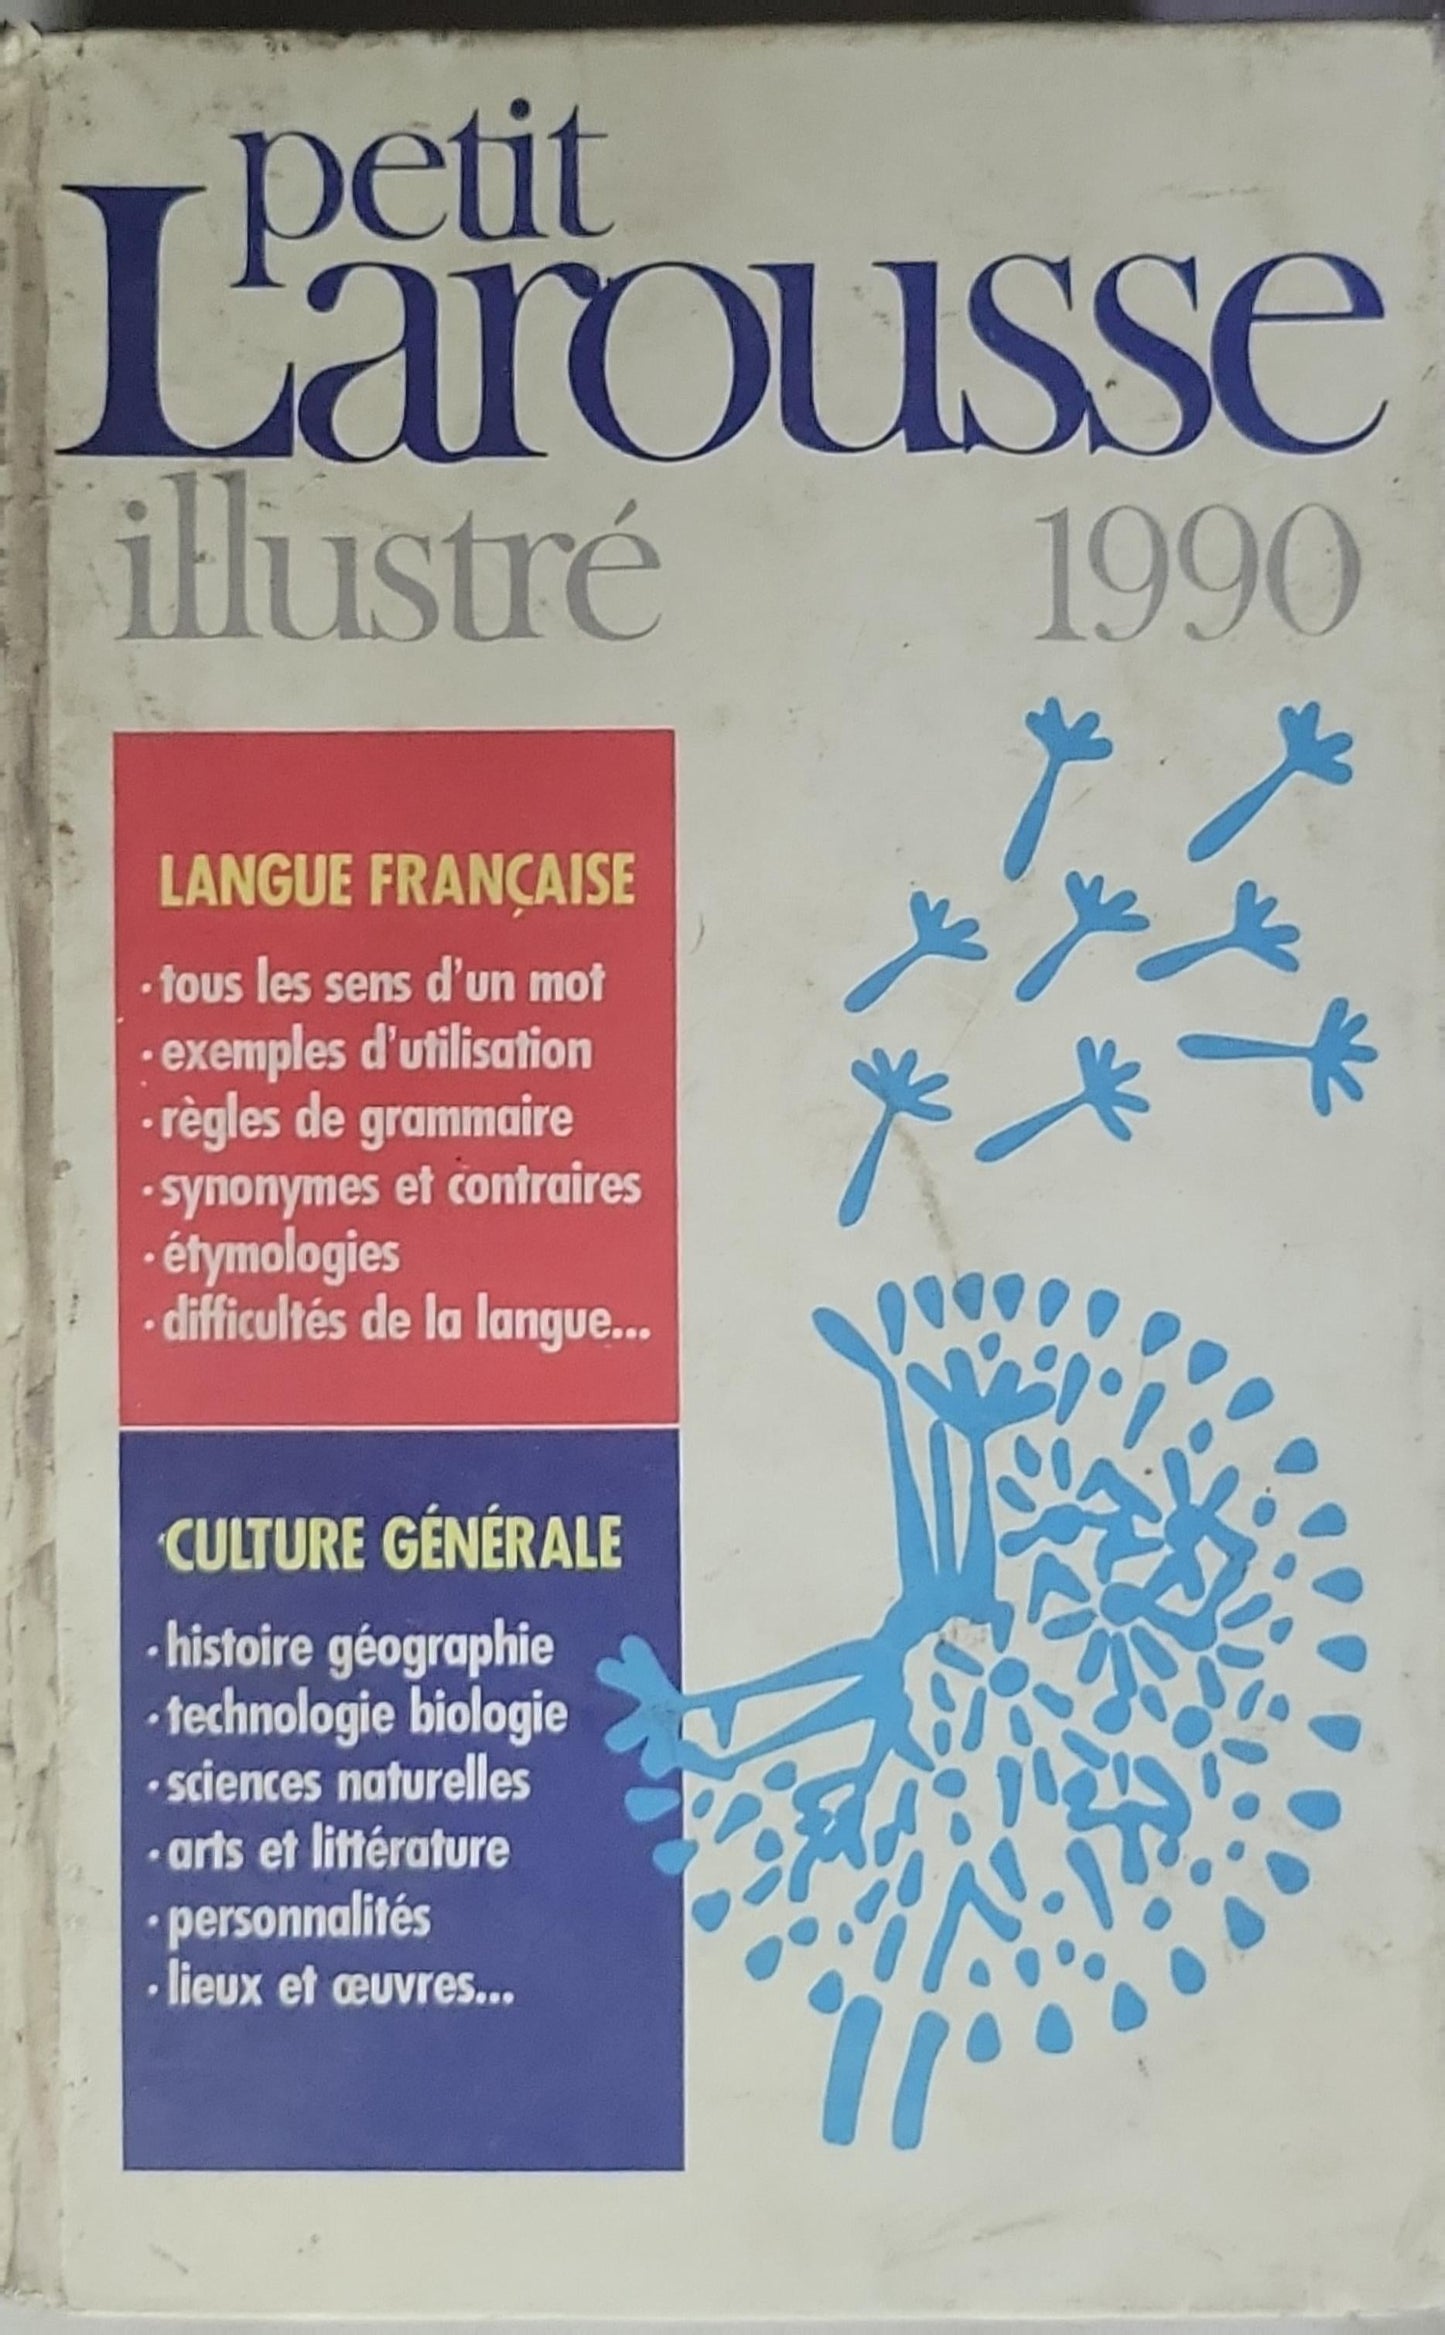 petit
Larousse
illustré 1990
LANGUE FRANÇAISE
· tous les sens d'un mot
· exemples d'utilisation
· règles de grammaire
· synonymes et contraires
· étymologies
· difficultés de la langue...
CULTURE GÉNÉRALE
· histoire géographie
· technologie biologie
· sciences naturelles
· arts et littérature
· personnalités
· lieux et œuvres...